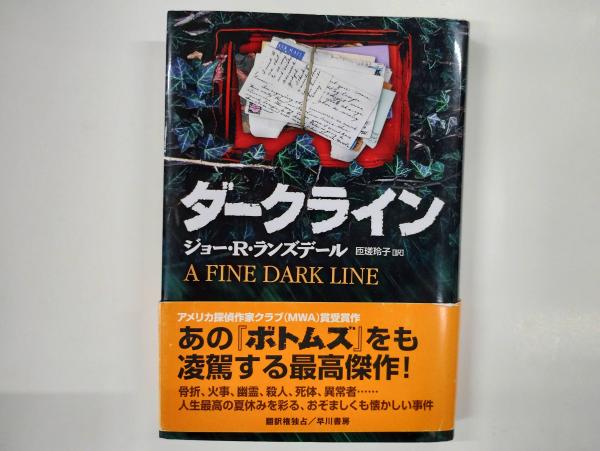 AIR MAIL
ダークライン
ジョー・R・ランズデール 匝瑳玲子[訳]
A FINE DARK LINE
アメリカ探偵作家クラブ(MWA)賞受賞作
あの『ボトムズ』をも
凌駕する最高傑作!
骨折、火事、幽霊、殺人、死体、異常者……
人生最高の夏休みを彩る、おぞましくも懐かしい事件
翻訳権独占/早川書房